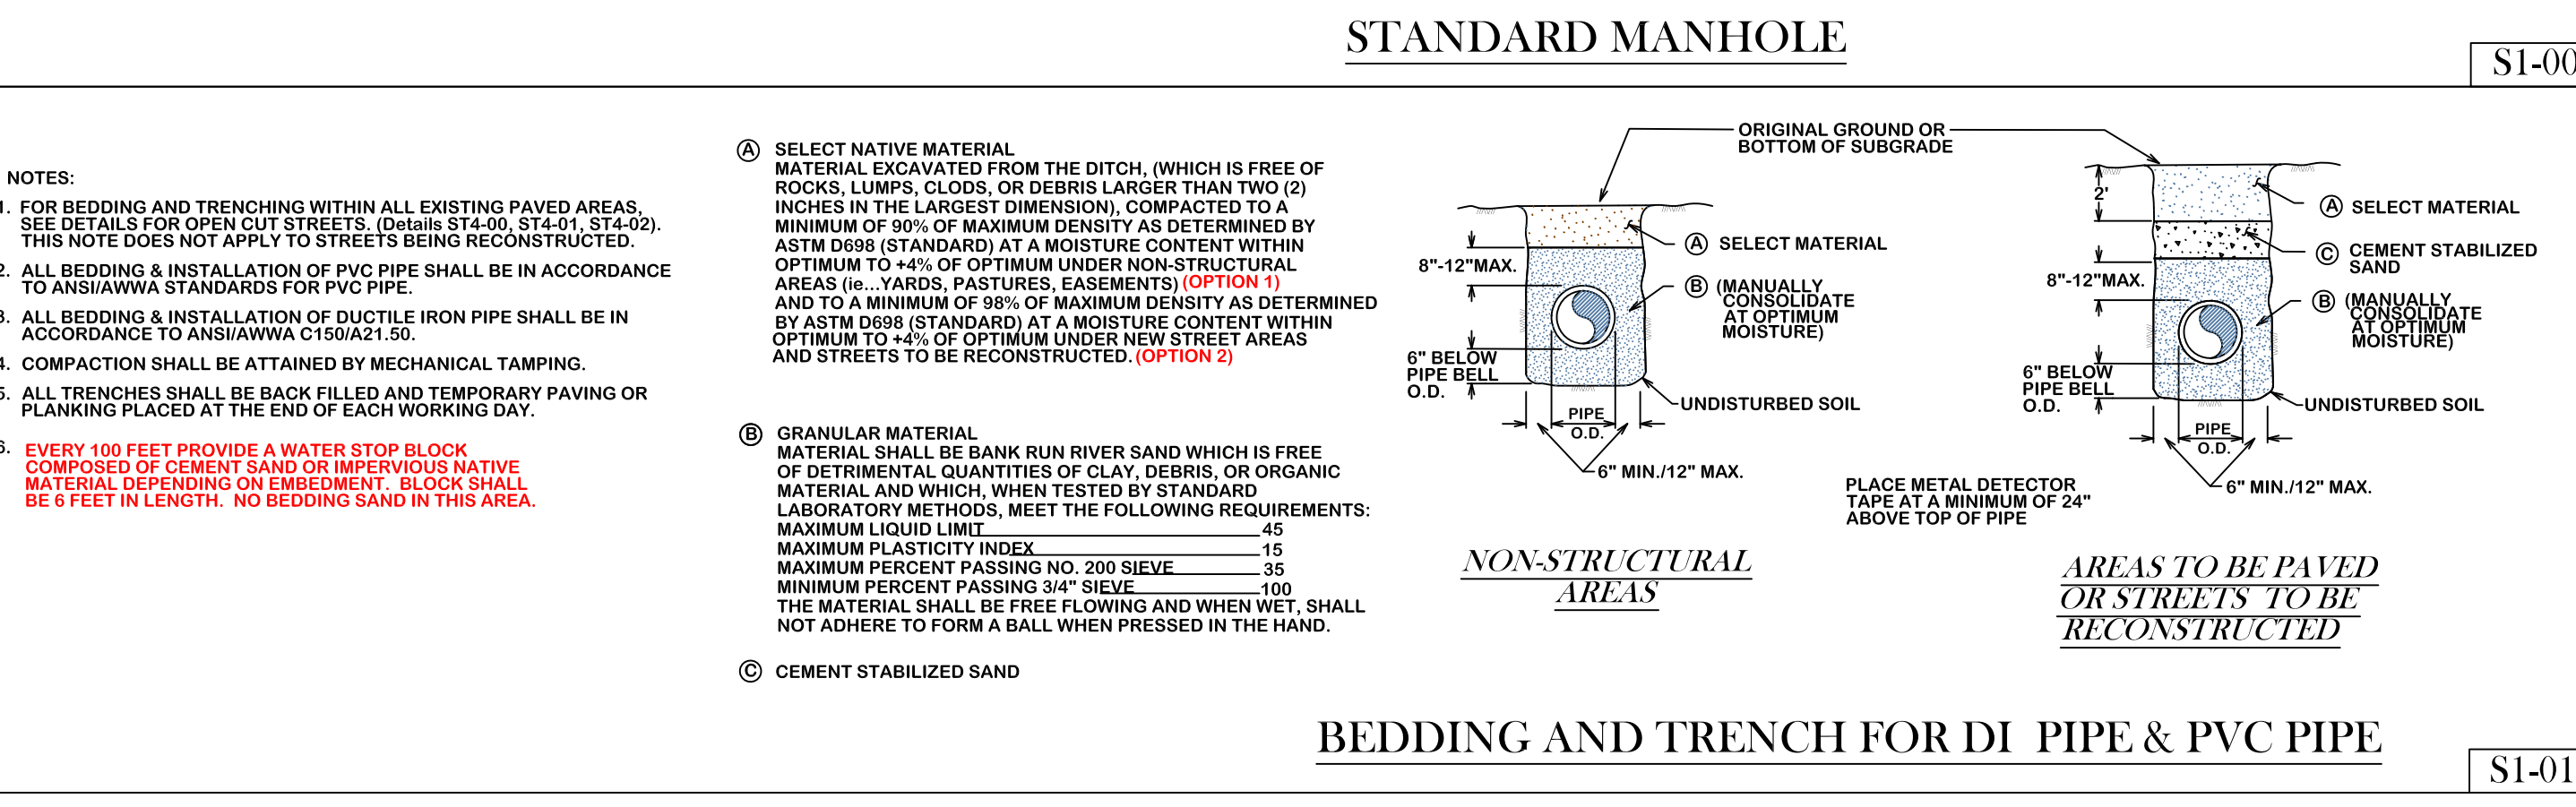 STANDARD MANHOLE
S1-00
NOTES:
1. FOR BEDDING AND TRENCHING WITHIN ALL EXISTING PAVED AREAS,
SEE DETAILS FOR OPEN CUT STREETS. (Details ST4-00, ST4-01, ST4-02).
THIS NOTE DOES NOT APPLY TO STREETS BEING RECONSTRUCTED.
2. ALL BEDDING & INSTALLATION OF PVC PIPE SHALL BE IN ACCORDANCE
TO ANSI/AWWA STANDARDS FOR PVC PIPE.
3. ALL BEDDING & INSTALLATION OF DUCTILE IRON PIPE SHALL BE IN
ACCORDANCE TO ANSI/AWWA C150/A21.50.
4. COMPACTION SHALL BE ATTAINED BY MECHANICAL TAMPING.
5. ALL TRENCHES SHALL BE BACK FILLED AND TEMPORARY PAVING OR
PLANKING PLACED AT THE END OF EACH WORKING DAY.
6. EVERY 100 FEET PROVIDE A WATER STOP BLOCK
COMPOSED OF CEMENT SAND OR IMPERVIOUS NATIVE
MATERIAL DEPENDING ON EMBEDMENT. BLOCK SHALL
BE 6 FEET IN LENGTH. NO BEDDING SAND IN THIS AREA.
A SELECT NATIVE MATERIAL
MATERIAL EXCAVATED FROM THE DITCH, (WHICH IS FREE OF
ROCKS, LUMPS, CLODS, OR DEBRIS LARGER THAN TWO (2)
INCHES IN THE LARGEST DIMENSION), COMPACTED TO A
MINIMUM OF 90% OF MAXIMUM DENSITY AS DETERMINED BY
ASTM D698 (STANDARD) AT A MOISTURE CONTENT WITHIN
OPTIMUM TO +4% OF OPTIMUM UNDER NON-STRUCTURAL
AREAS (ie...YARDS, PASTURES, EASEMENTS) (OPTION 1)
AND TO A MINIMUM OF 98% OF MAXIMUM DENSITY AS DETERMINED
BY ASTM D698 (STANDARD) AT A MOISTURE CONTENT WITHIN
OPTIMUM TO +4% OF OPTIMUM UNDER NEW STREET AREAS
AND STREETS TO BE RECONSTRUCTED. (OPTION 2)
B GRANULAR MATERIAL
MATERIAL SHALL BE BANK RUN RIVER SAND WHICH IS FREE
OF DETRIMENTAL QUANTITIES OF CLAY, DEBRIS, OR ORGANIC
MATERIAL AND WHICH, WHEN TESTED BY STANDARD
LABORATORY METHODS, MEET THE FOLLOWING REQUIREMENTS:
MAXIMUM LIQUID LIMIT 45
MAXIMUM PLASTICITY INDEX 15
MAXIMUM PERCENT PASSING NO. 200 SIEVE 35
MINIMUM PERCENT PASSING 3/4" SIEVE 100
THE MATERIAL SHALL BE FREE FLOWING AND WHEN WET, SHALL
NOT ADHERE TO FORM A BALL WHEN PRESSED IN THE HAND.
C CEMENT STABILIZED SAND
ORIGINAL GROUND OR
BOTTOM OF SUBGRADE
A SELECT MATERIAL
8"-12"MAX.
B (MANUALLY
CONSOLIDATE
AT OPTIMUM
MOISTURE)
6" BELOW
PIPE BELL
O.D.
UNDISTURBED SOIL
PIPE
O.D.
6" MIN./12" MAX.
NON-STRUCTURAL
AREAS
PLACE METAL DETECTOR
TAPE AT A MINIMUM OF 24"
ABOVE TOP OF PIPE
2'
A SELECT MATERIAL
C CEMENT STABILIZED
SAND
8"-12"MAX.
B (MANUALLY
CONSOLIDATE
AT OPTIMUM
MOISTURE)
6" BELOW
PIPE BELL
O.D.
UNDISTURBED SOIL
PIPE
O.D.
6" MIN./12" MAX.
AREAS TO BE PAVED
OR STREETS TO BE
RECONSTRUCTED
BEDDING AND TRENCH FOR DI PIPE & PVC PIPE
S1-01